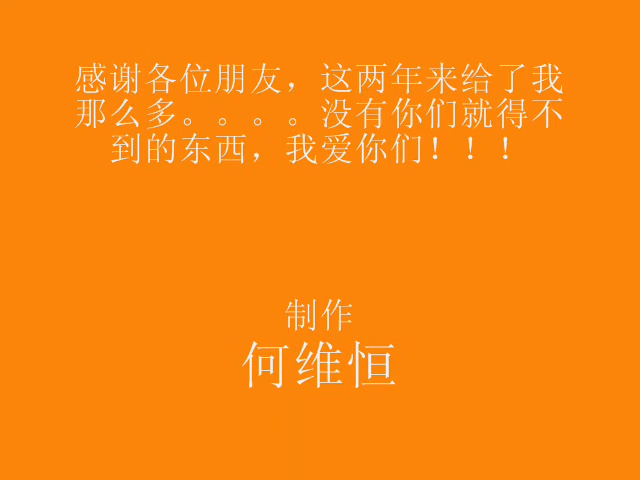 感谢各位朋友，这两年来给了我
那么多。。。。没有你们就得不
到的东西，我爱你们！！！
制作
何维恒